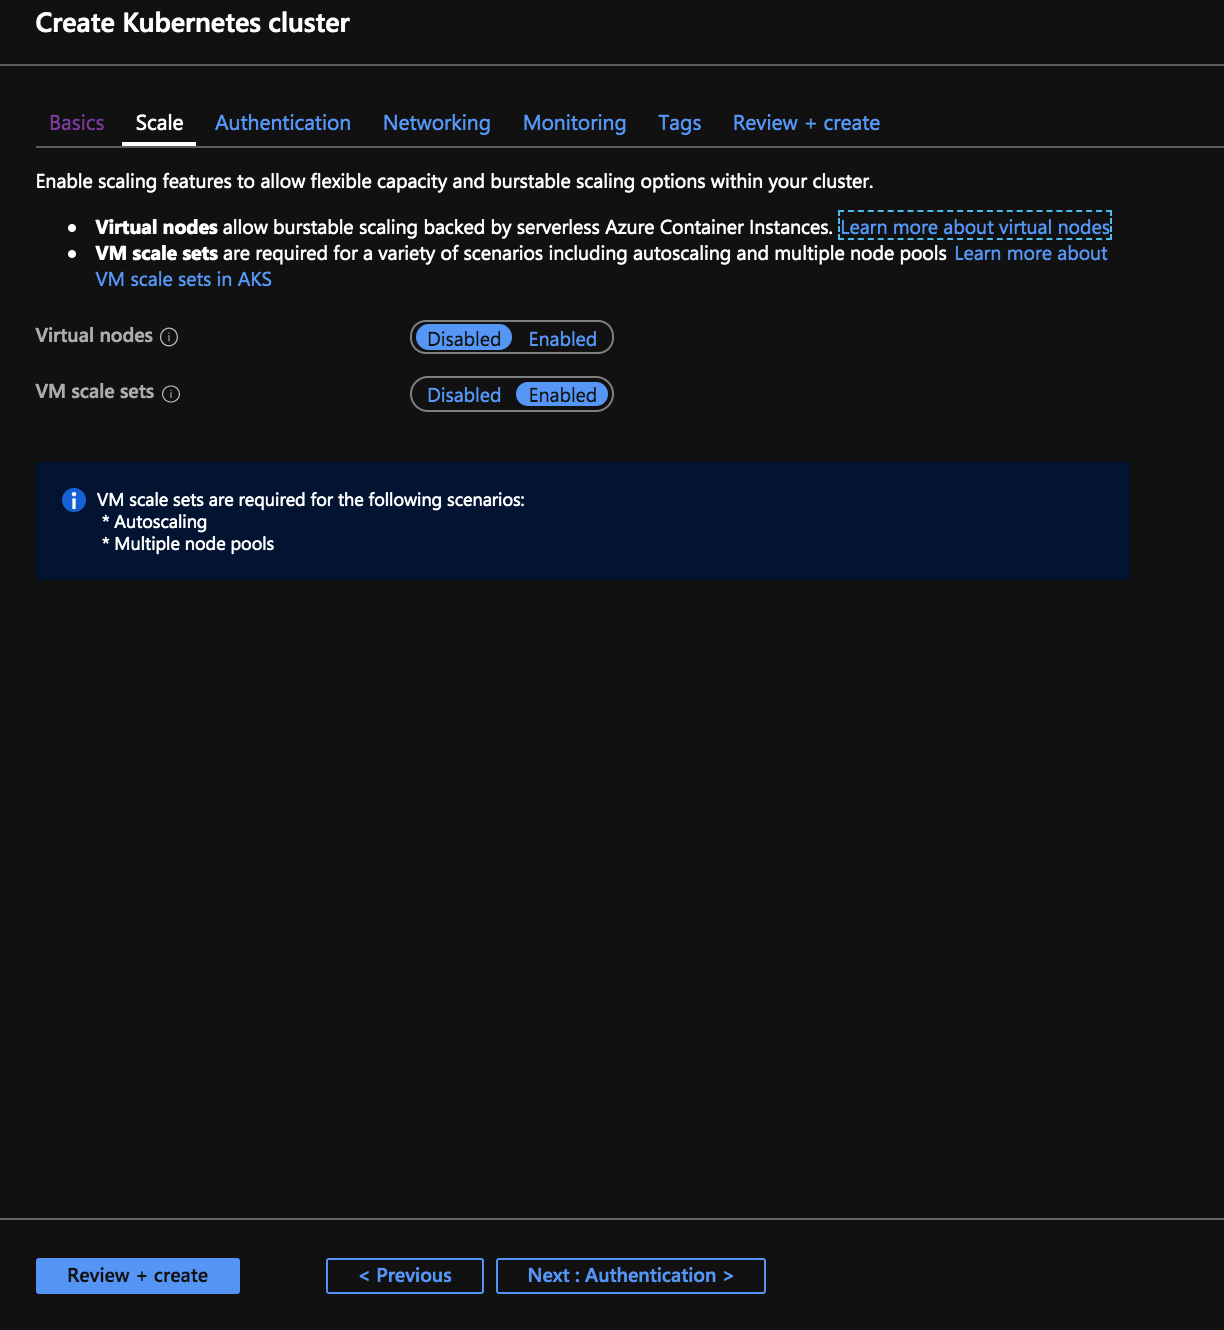 Create Kubernetes cluster
Basics Scale Authentication Networking Monitoring Tags Review + create
Enable scaling features to allow flexible capacity and burstable scaling options within your cluster.
Virtual nodes allow burstable scaling backed by serverless Azure Container Instances. Learn more about virtual nodes
VM scale sets are required for a variety of scenarios including autoscaling and multiple node pools Learn more about
VM scale sets in AKS
Virtual nodes Disabled Enabled
VM scale sets Disabled Enabled
VM scale sets are required for the following scenarios:
* Autoscaling
* Multiple node pools
Review + create < Previous Next : Authentication >